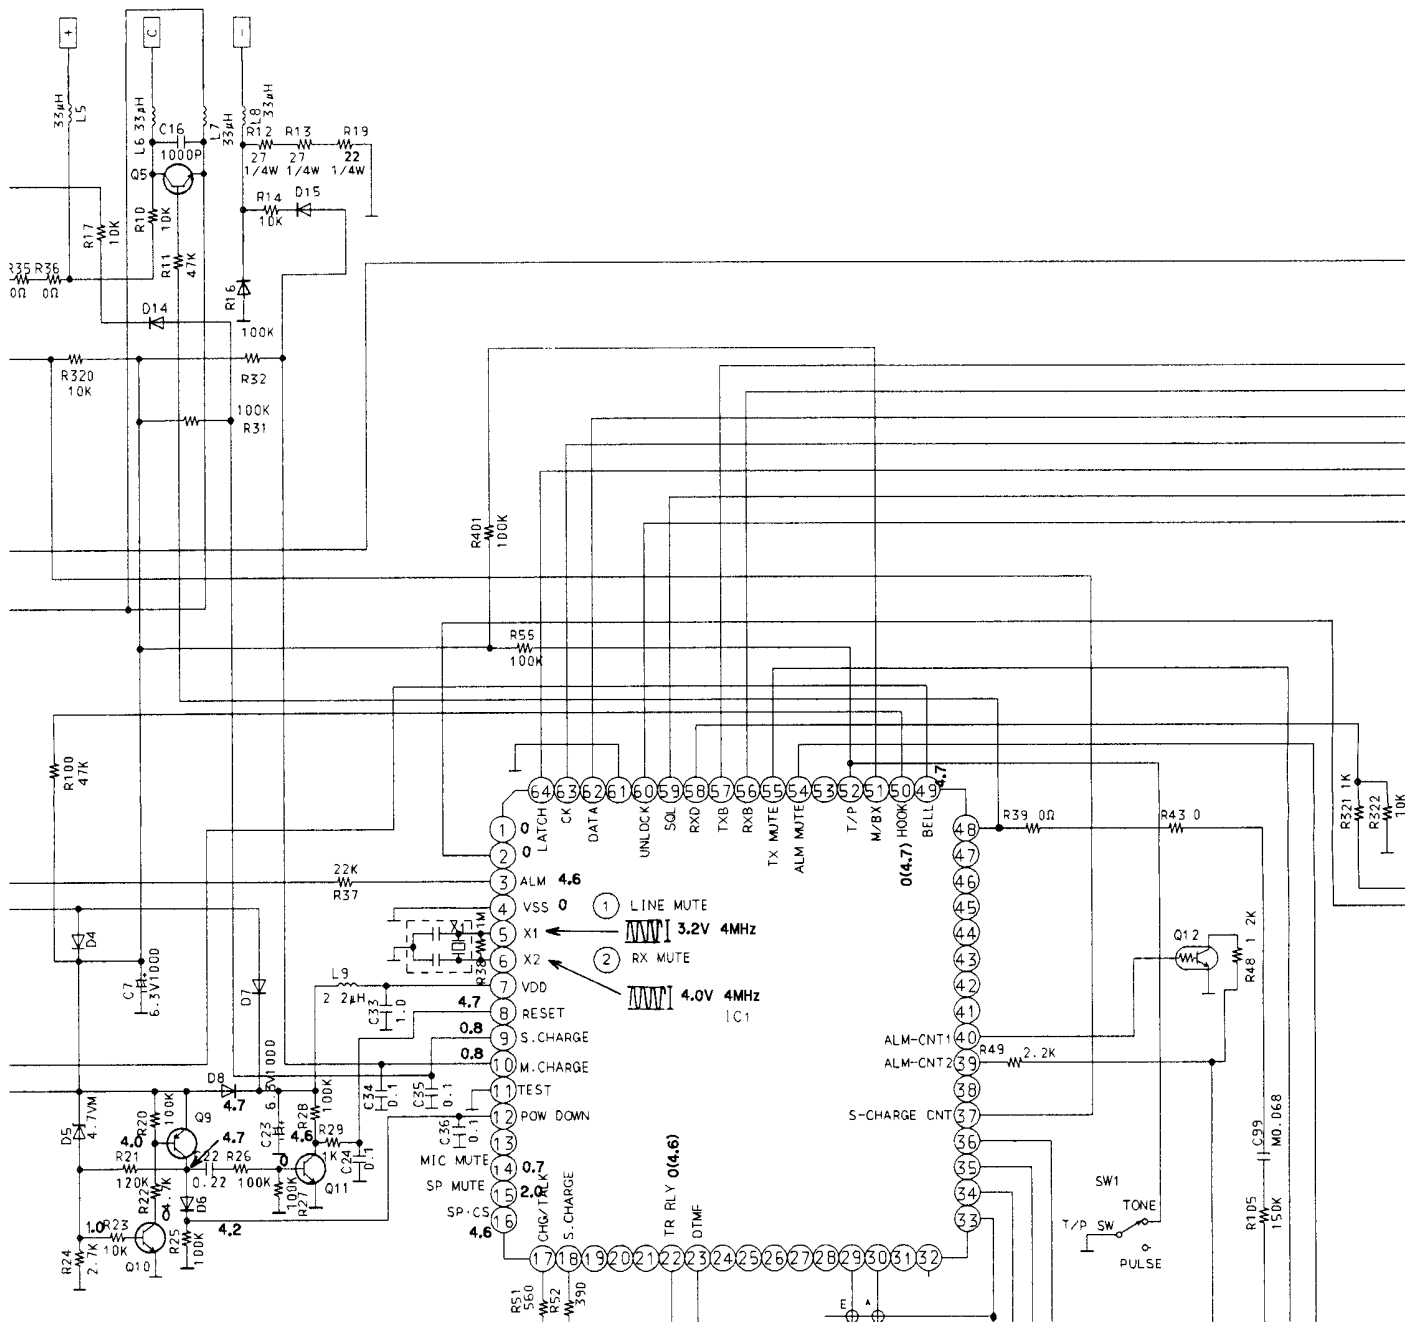 +
C
-
33µH
L5
L6 33µH
L7
33µH
L8
33µH
C16
1000P
Q5
R12
27
1/4W
R13
27
1/4W
R19
22
1/4W
R14
10K
D15
R17
10K
R10
10K
R11
47K
R35
0Ω
R36
0Ω
R16
D14
100K
R32
R320
10K
100K
R31
R401
100K
R55
100K
R100
47K
64 63 62 61 60 59 58 57 56 55 54 53 52 51 50 49
4.7
LATCH
CK
DATA
UNLDCK
SQL
RXD
TXB
RXB
TX MUTE
ALM MUTE
T/P
M/BX
HOOK
0(4.7)
BELL
R321 1K
R322
10K
1 0
2 0
3 ALM 4.6
4 VSS 0
5 X1
6 X2
7 VDD
8 RESET
4.7
9 S.CHARGE
0.8
10 M.CHARGE
0.8
11 TEST
12 POW DOWN
13
14 MIC MUTE 0.7
15 SP MUTE 2.0
16 SP·CS
4.6
1 LINE MUTE
3.2V 4MHz
2 RX MUTE
4.0V 4MHz
IC1
22K
R37
X1
R38 1M
L9
2 2µH
C33
1.0
C34
0.1
C35
0.1
C36
0.1
D4
C7
6.3V100D
D7
D8
4.7
6.3V100D
C23
D5
4.7VM
R20
100K
Q9
4.0
4.7
R21
120K
C22
0.22
R26
100K
R22
4.7K
D6
4.2
1.0
R23
10K
Q10
R24
2.7K
R25
100K
R28
100K
4.6
R29
1K
C24
0.1
0
R27
100K
Q11
48
47
46
45
44
43
42
41
ALM-CNT1 40
ALM-CNT2 39
38
S-CHARGE CNT 37
36
35
34
33
R39 0Ω
R43 0
Q12
R48 1 2K
R49
2.2K
C99
M0.068
R105
150K
SW1
TONE
T/P SW
PULSE
CHG/TALK
S.CHARGE
TR RLY 0(4.6)
DTMF
17 18 19 20 21 22 23 24 25 26 27 28 29 30 31 32
R51
560
R52
390
E
A